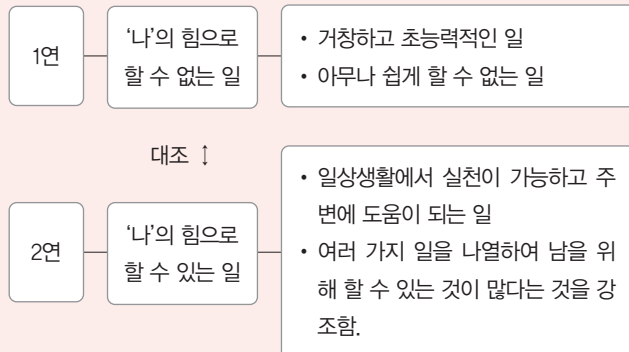 1연
‘나’의 힘으로
할 수 없는 일
• 거창하고 초능력적인 일
• 아무나 쉽게 할 수 없는 일
대조 ↕
2연
‘나’의 힘으로
할 수 있는 일
• 일상생활에서 실천이 가능하고 주
변에 도움이 되는 일
• 여러 가지 일을 나열하여 남을 위
해 할 수 있는 것이 많다는 것을 강
조함.